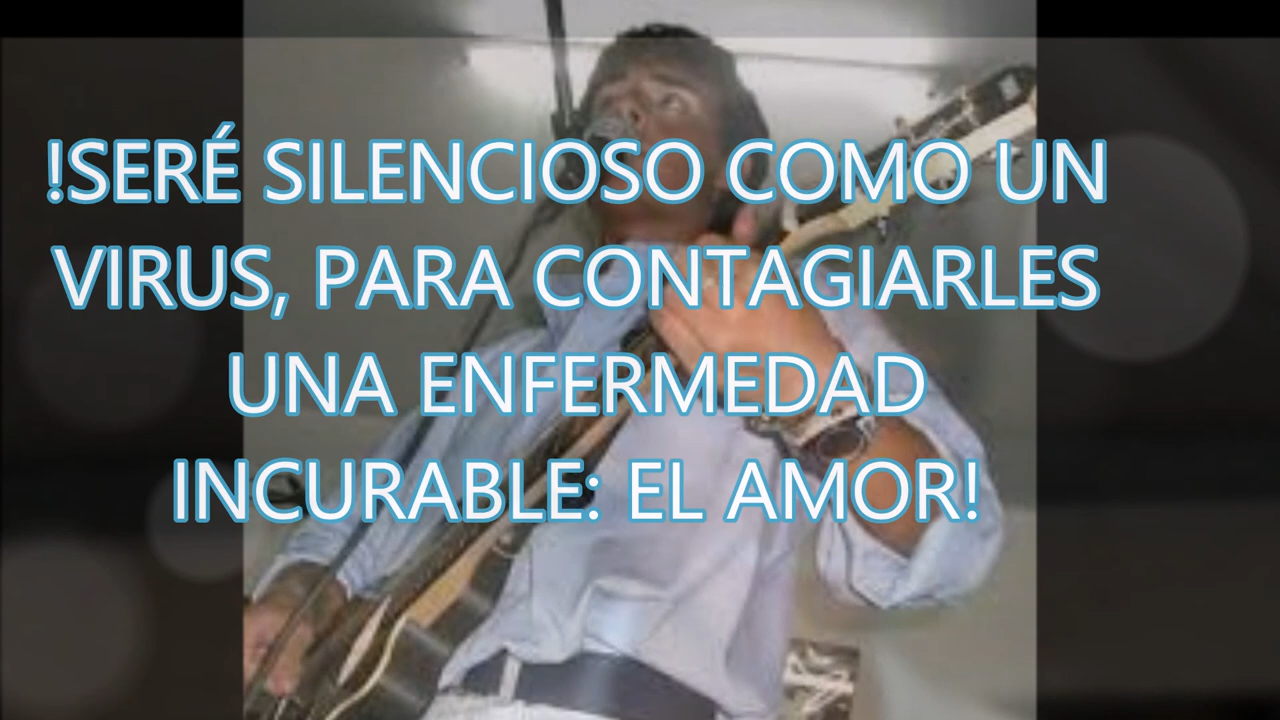 !SERÉ SILENCIOSO COMO UN
VIRUS, PARA CONTAGIARLES
UNA ENFERMEDAD
INCURABLE: EL AMOR!